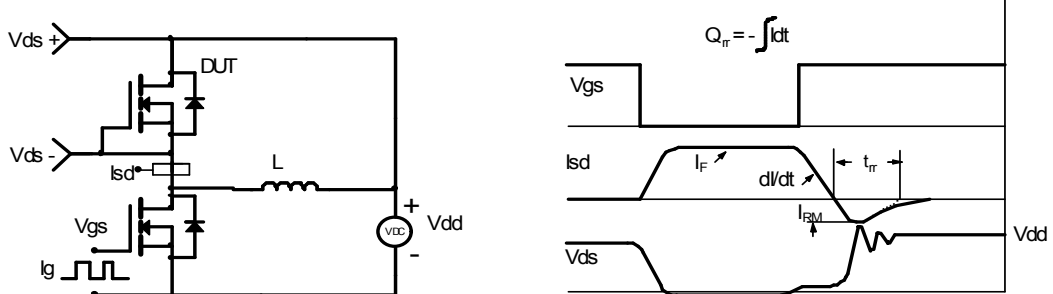 Vds +
DUT
Vds -
Isd
L
Vgs
+
VDC
Vdd
-
Ig
Qrr = - ∫Idt
Vgs
Isd
IF
dI/dt
trr
IRM
Vdd
Vds